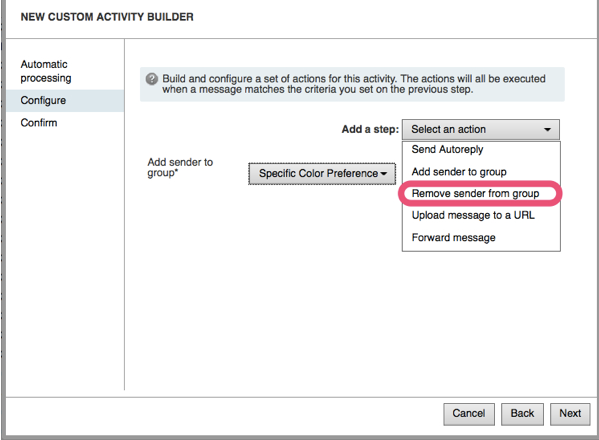 NEW CUSTOM ACTIVITY BUILDER
Automatic
processing
Configure
Confirm
? Build and configure a set of actions for this activity. The actions will all be executed
when a message matches the criteria you set on the previous step.
Add a step: Select an action
Send Autoreply
Add sender to group
Remove sender from group
Upload message to a URL
Forward message
Add sender to
group*
Specific Color Preference
Cancel Back Next